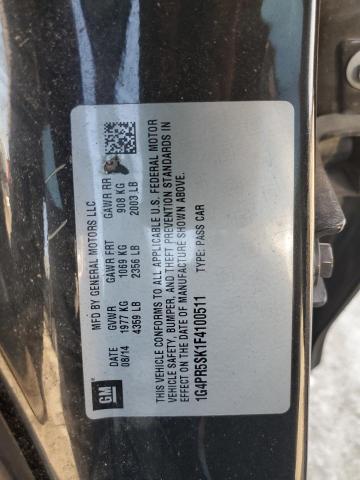 MFD BY GENERAL MOTORS LLC
DATE GVWR GAWR FRT GAWR RR
08/14 1977 KG 1069 KG 908 KG
4359 LB 2356 LB 2003 LB
THIS VEHICLE CONFORMS TO ALL APPLICABLE U.S. FEDERAL MOTOR
VEHICLE SAFETY, BUMPER, AND THEFT PREVENTION STANDARDS IN
EFFECT ON THE DATE OF MANUFACTURE SHOWN ABOVE.
1G4PR5SK1F4100511 TYPE: PASS CAR
GM